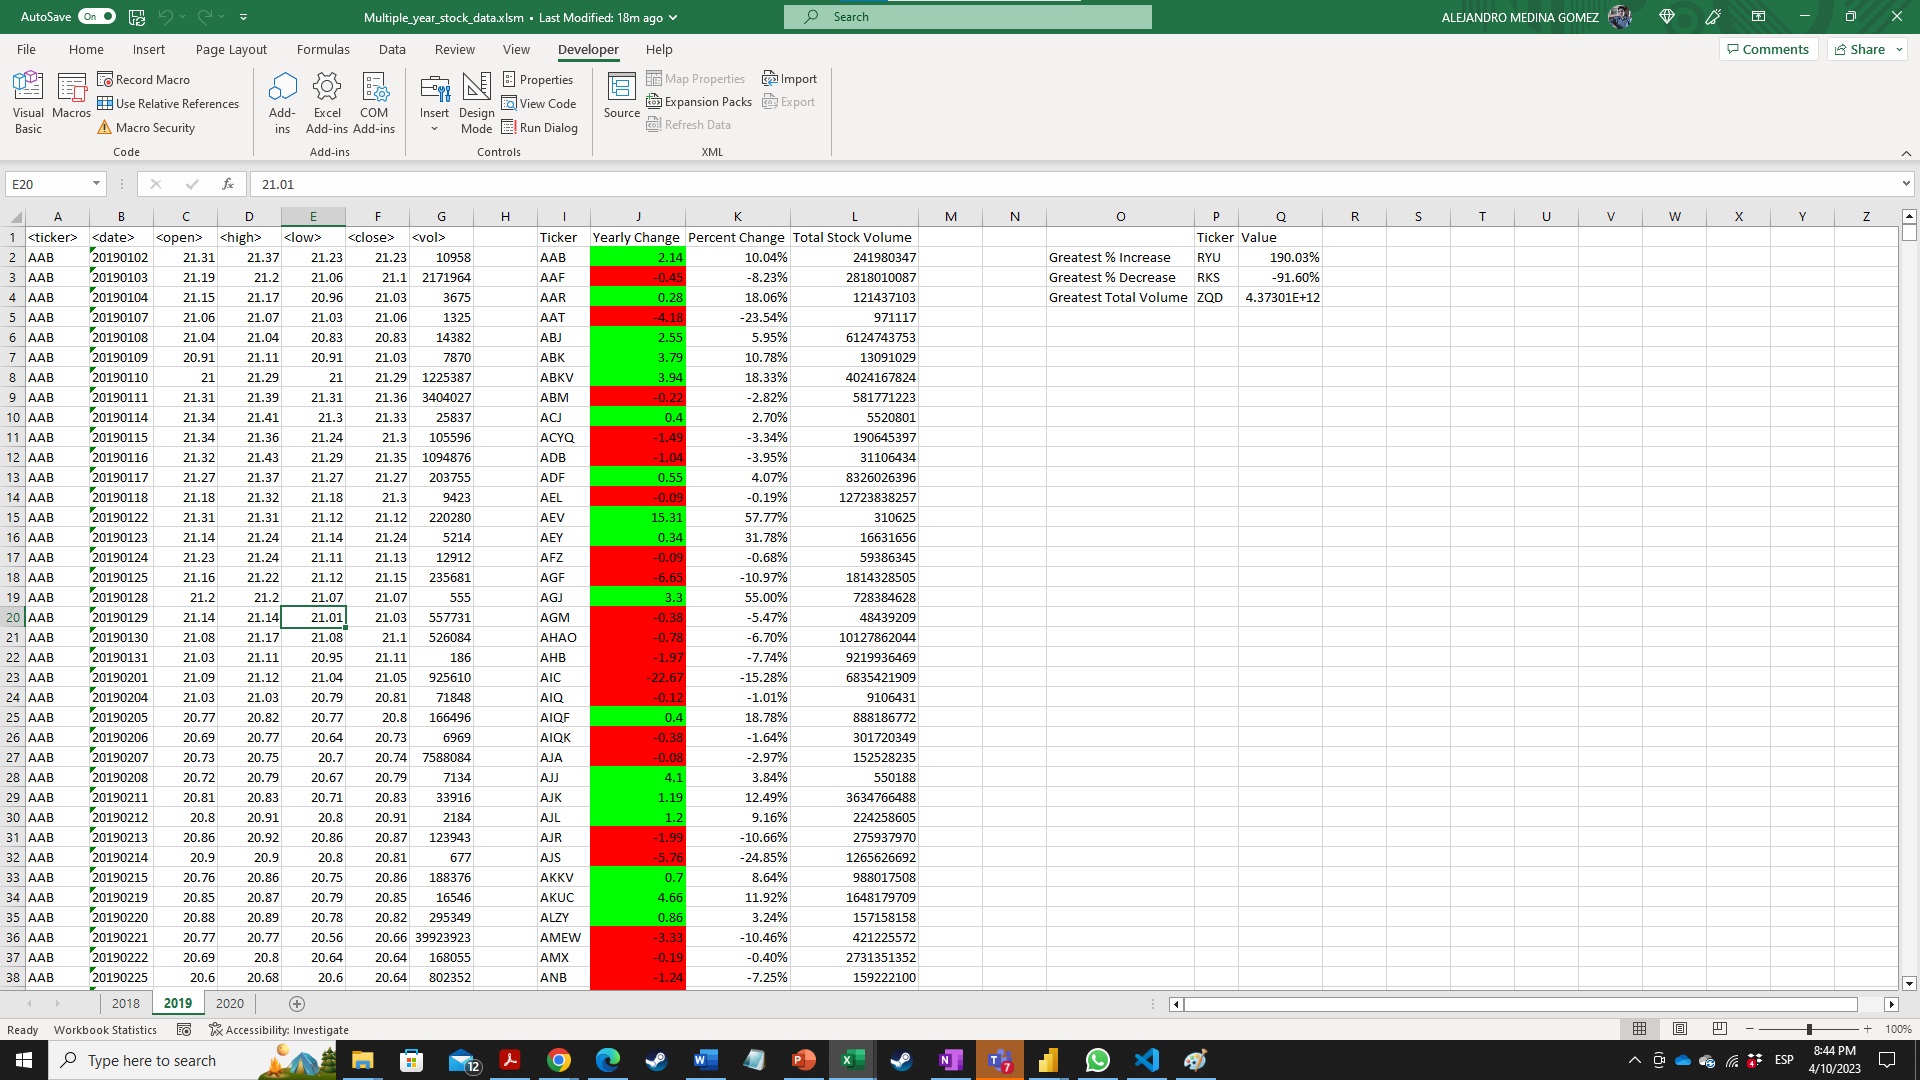 AutoSave On Multiple_year_stock_data.xlsm • Last Modified: 18m ago Search ALEJANDRO MEDINA GOMEZ
File Home Insert Page Layout Formulas Data Review View Developer Help Comments Share
Visual Basic Macros Record Macro Use Relative References Macro Security
Add-ins Excel Add-ins COM Add-ins
Insert Design Mode Properties View Code Run Dialog
Source Map Properties Expansion Packs Refresh Data Import Export
Code Add-ins Controls XML
E20 fx 21.01
A B C D E F G H I J K L M N O P Q R S T U V W X Y Z
1 <ticker> <date> <open> <high> <low> <close> <vol> Ticker Yearly Change Percent Change Total Stock Volume Ticker Value
2 AAB 20190102 21.31 21.37 21.23 21.23 10958 AAB 2.14 10.04% 241980347 Greatest % Increase RYU 190.03%
3 AAB 20190103 21.19 21.2 21.06 21.1 2171964 AAF -0.45 -8.23% 2818010087 Greatest % Decrease RKS -91.60%
4 AAB 20190104 21.15 21.17 20.96 21.03 3675 AAR 0.28 18.06% 121437103 Greatest Total Volume ZQD 4.37301E+12
5 AAB 20190107 21.06 21.07 21.03 21.06 1325 AAT -4.18 -23.54% 971117
6 AAB 20190108 21.04 21.04 20.83 20.83 14382 ABJ 2.55 5.95% 6124743753
7 AAB 20190109 20.91 21.11 20.91 21.03 7870 ABK 3.79 10.78% 13091029
8 AAB 20190110 21 21.29 21 21.29 1225387 ABKV 3.94 18.33% 4024167824
9 AAB 20190111 21.31 21.39 21.31 21.36 3404027 ABM -0.22 -2.82% 581771223
10 AAB 20190114 21.34 21.41 21.3 21.33 25837 ACJ 0.4 2.70% 5520801
11 AAB 20190115 21.34 21.36 21.24 21.3 105596 ACYQ -1.49 -3.34% 190645397
12 AAB 20190116 21.32 21.43 21.29 21.35 1094876 ADB -1.04 -3.95% 31106434
13 AAB 20190117 21.27 21.37 21.27 21.27 203755 ADF 0.55 4.07% 8326026396
14 AAB 20190118 21.18 21.32 21.18 21.3 9423 AEL -0.09 -0.19% 12723838257
15 AAB 20190122 21.31 21.31 21.12 21.12 220280 AEV 15.31 57.77% 310625
16 AAB 20190123 21.14 21.24 21.14 21.24 5214 AEY 0.34 31.78% 16631656
17 AAB 20190124 21.23 21.24 21.11 21.13 12912 AFZ -0.09 -0.68% 59386345
18 AAB 20190125 21.16 21.22 21.12 21.15 235681 AGF -6.65 -10.97% 1814328505
19 AAB 20190128 21.2 21.2 21.07 21.07 555 AGJ 3.3 55.00% 728384628
20 AAB 20190129 21.14 21.14 21.01 21.03 557731 AGM -0.38 -5.47% 48439209
21 AAB 20190130 21.08 21.17 21.08 21.1 526084 AHAO -0.78 -6.70% 10127862044
22 AAB 20190131 21.03 21.11 20.95 21.11 186 AHB -1.97 -7.74% 9219936469
23 AAB 20190201 21.09 21.12 21.04 21.05 925610 AIC -22.67 -15.28% 6835421909
24 AAB 20190204 21.03 21.03 20.79 20.81 71848 AIQ -0.12 -1.01% 9106431
25 AAB 20190205 20.77 20.82 20.77 20.8 166496 AIQF 0.4 18.78% 888186772
26 AAB 20190206 20.69 20.77 20.64 20.73 6969 AIQK -0.38 -1.64% 301720349
27 AAB 20190207 20.73 20.75 20.7 20.74 7588084 AJA -0.08 -2.97% 152528235
28 AAB 20190208 20.72 20.79 20.67 20.79 7134 AJJ 4.1 3.84% 550188
29 AAB 20190211 20.81 20.83 20.71 20.83 33916 AJK 1.19 12.49% 3634766488
30 AAB 20190212 20.8 20.91 20.8 20.91 2184 AJL 1.2 9.16% 224258605
31 AAB 20190213 20.86 20.92 20.86 20.87 123943 AJR -1.99 -10.66% 275937970
32 AAB 20190214 20.9 20.9 20.8 20.81 677 AJS -5.76 -24.85% 1265626692
33 AAB 20190215 20.76 20.86 20.75 20.86 188376 AKKV 0.7 8.64% 988017508
34 AAB 20190219 20.85 20.87 20.79 20.85 16546 AKUC 4.66 11.92% 1648179709
35 AAB 20190220 20.88 20.89 20.78 20.82 295349 ALZY 0.86 3.24% 157158158
36 AAB 20190221 20.77 20.77 20.56 20.66 39923923 AMEW -3.33 -10.46% 421225572
37 AAB 20190222 20.69 20.8 20.64 20.64 168055 AMX -0.19 -0.40% 2731351352
38 AAB 20190225 20.6 20.68 20.6 20.64 802352 ANB -1.24 -7.25% 159222100
2018 2019 2020
Ready Workbook Statistics Accessibility: Investigate 100%
Type here to search 12 7 ESP 8:44 PM
4/10/2023